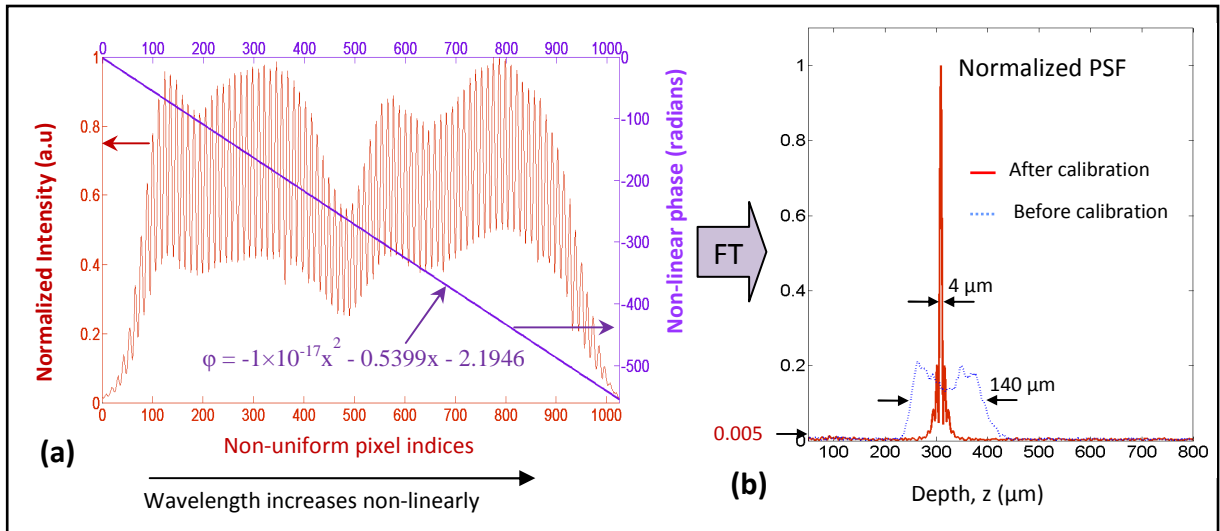 0 100 200 300 400 500 600 700 800 900 1000
Normalized Intensity (a.u)
1
0.8
0.6
0.4
0.2
0
0
-100
-200
-300
-400
-500
Non-linear phase (radians)
φ = -1×10⁻¹⁷x² - 0.5399x - 2.1946
0 100 200 300 400 500 600 700 800 900 1000
Non-uniform pixel indices
(a)
Wavelength increases non-linearly
FT
Normalized PSF
1
0.8
0.6
0.4
0.2
0
After calibration
Before calibration
4 µm
140 µm
0.005
100 200 300 400 500 600 700 800
(b)
Depth, z (µm)